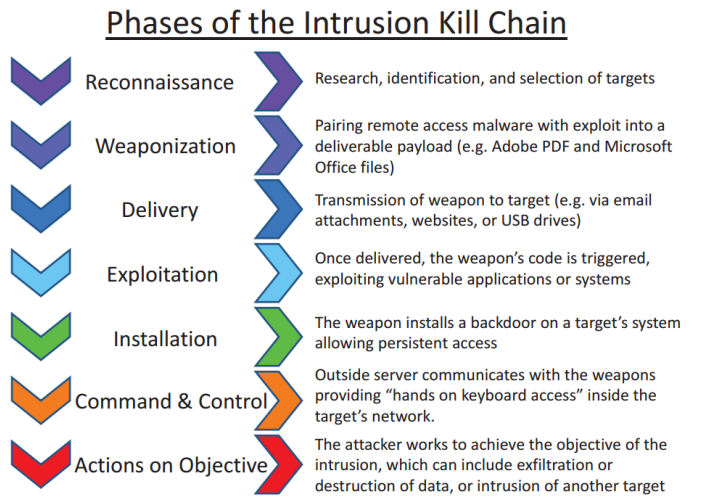 Phases of the Intrusion Kill Chain
Reconnaissance
Research, identification, and selection of targets
Weaponization
Pairing remote access malware with exploit into a
deliverable payload (e.g. Adobe PDF and Microsoft
Office files)
Delivery
Transmission of weapon to target (e.g. via email
attachments, websites, or USB drives)
Exploitation
Once delivered, the weapon’s code is triggered,
exploiting vulnerable applications or systems
Installation
The weapon installs a backdoor on a target’s system
allowing persistent access
Command & Control
Outside server communicates with the weapons
providing “hands on keyboard access” inside the
target’s network.
Actions on Objective
The attacker works to achieve the objective of the
intrusion, which can include exfiltration or
destruction of data, or intrusion of another target